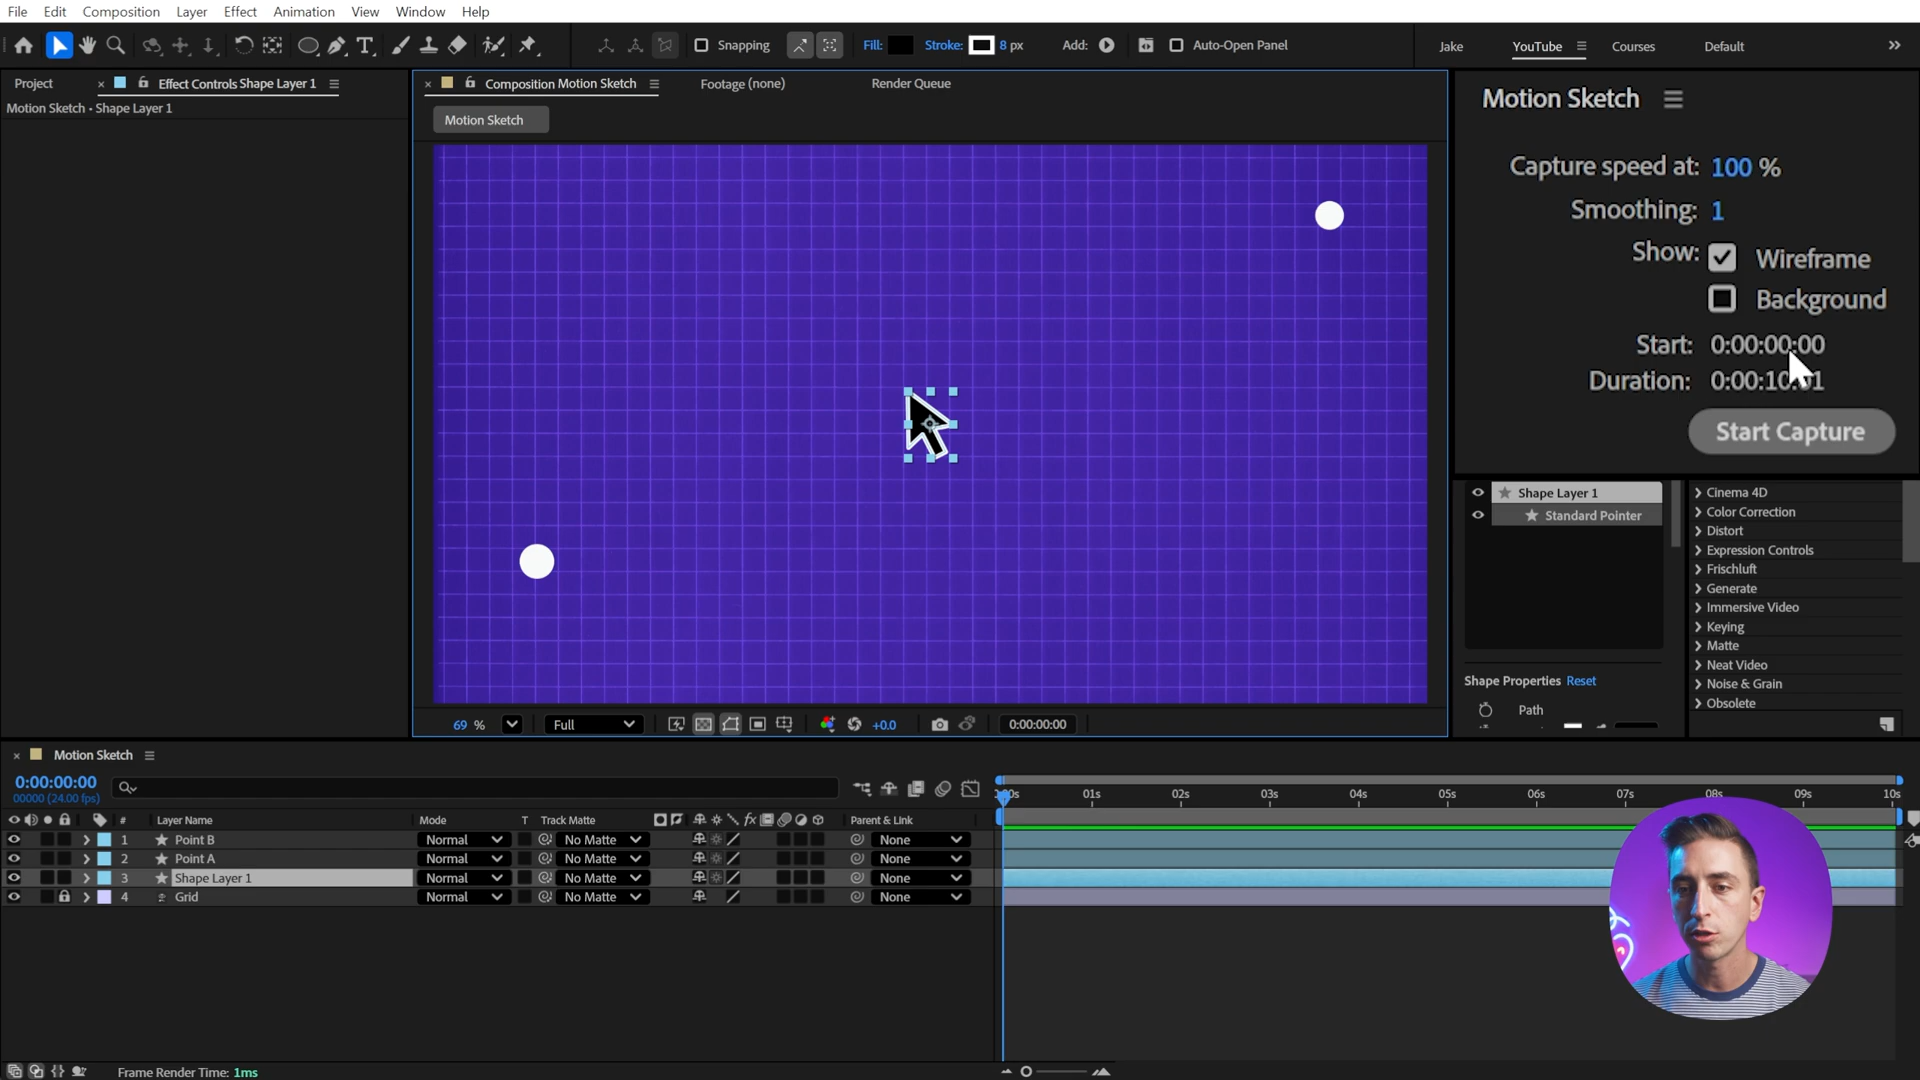 File Edit Composition Layer Effect Animation View Window Help
Snapping Fill: Stroke: 8 px Add: Auto-Open Panel Jake YouTube Courses Default
Project Effect Controls Shape Layer 1 Composition Motion Sketch Footage (none) Render Queue
Motion Sketch • Shape Layer 1
Motion Sketch
Motion Sketch
Capture speed at: 100 %
Smoothing: 1
Show: Wireframe
Background
Start: 0:00:00:00
Duration: 0:00:10:01
Start Capture
Shape Layer 1
Standard Pointer
Shape Properties Reset
Path
Cinema 4D
Color Correction
Distort
Expression Controls
Frischluft
Generate
Immersive Video
Keying
Matte
Neat Video
Noise & Grain
Obsolete
69 % Full +0.0 0:00:00:00
Motion Sketch
0:00:00:00
00000 (24.00 fps)
01s 02s 03s 04s 05s 06s 07s 08s 09s 10s
# Layer Name Mode T Track Matte fx Parent & Link
1 Point B Normal No Matte None
2 Point A Normal No Matte None
3 Shape Layer 1 Normal No Matte None
4 Grid Normal No Matte None
Frame Render Time: 1ms